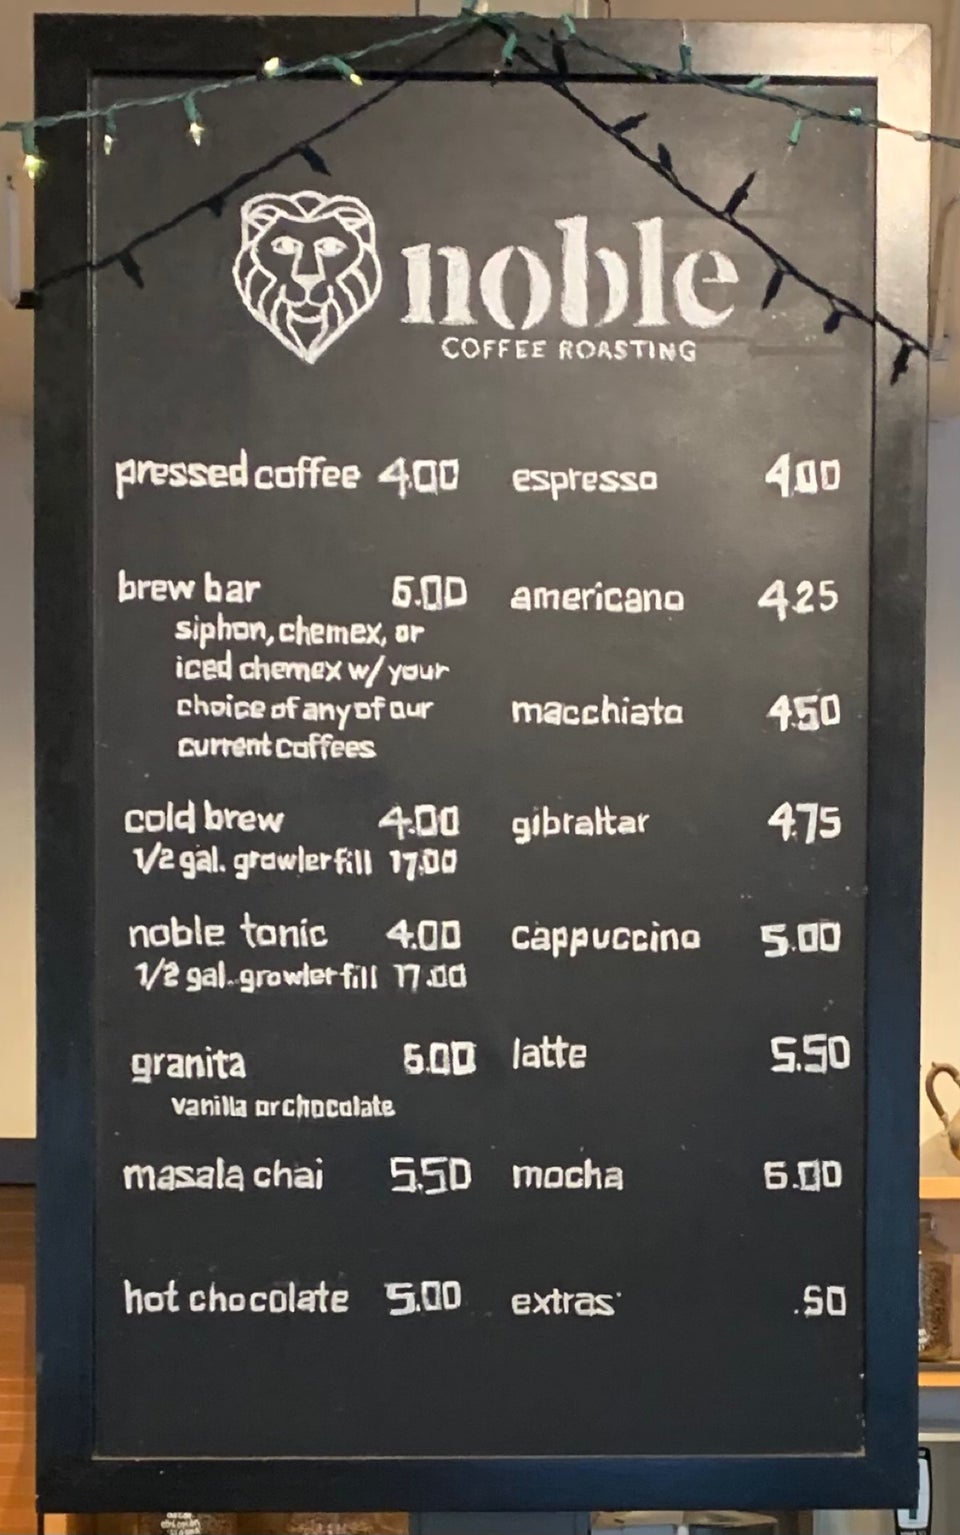 noble
COFFEE ROASTING
pressed coffee 4.00
brew bar 6.00
siphon, chemex, or
iced chemex w/ your
choice of any of our
current coffees
cold brew 4.00
1/2 gal. growler fill 17.00
noble tonic 4.00
1/2 gal. growler fill 17.00
granita 6.00
vanilla or chocolate
masala chai 5.50
hot chocolate 5.00
espresso 4.00
americano 4.25
macchiato 4.50
gibraltar 4.75
cappuccino 5.00
latte 5.50
mocha 6.00
extras .50